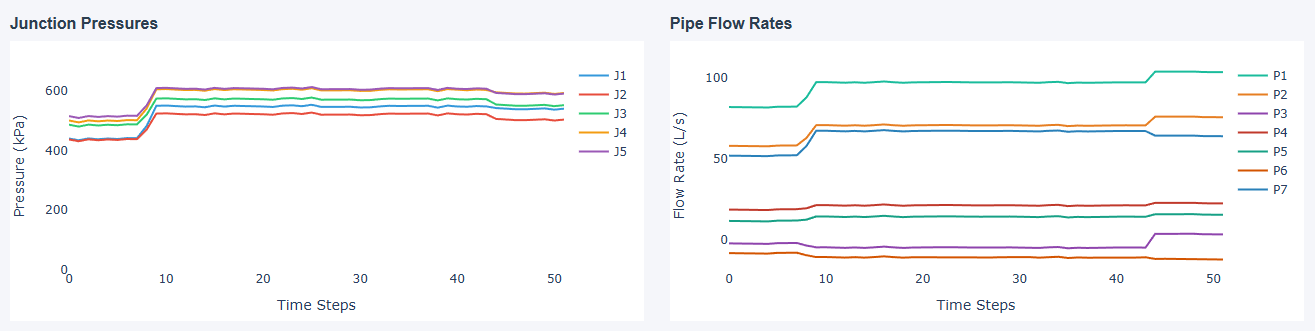 Junction Pressures
600
400
200
0
0
10
20
30
40
50
Pressure (kPa)
Time Steps
J1
J2
J3
J4
J5
Pipe Flow Rates
100
50
0
0
10
20
30
40
50
Flow Rate (L/s)
Time Steps
P1
P2
P3
P4
P5
P6
P7